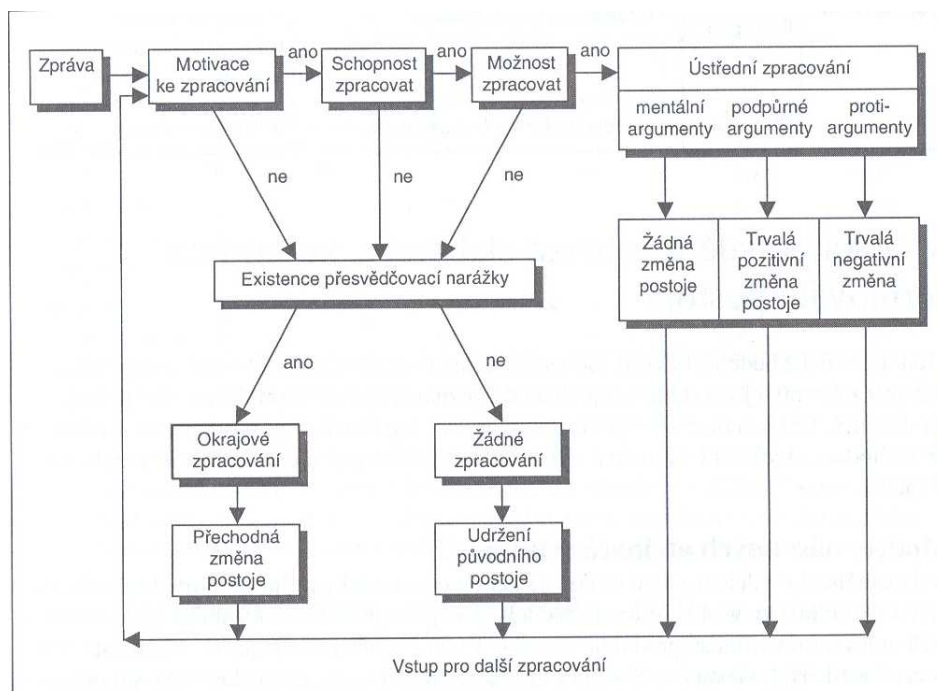 Zpráva
Motivace
ke zpracování
ano
Schopnost
zpracovat
ano
Možnost
zpracovat
ano
Ústřední zpracování
mentální
argumenty
podpůrné
argumenty
proti-
argumenty
ne
ne
ne
Žádná
změna
postoje
Trvalá
pozitivní
změna
postoje
Trvalá
negativní
změna
Existence přesvědčovací narážky
ano
ne
Okrajové
zpracování
Žádné
zpracování
Přechodná
změna
postoje
Udržení
původního
postoje
Vstup pro další zpracování